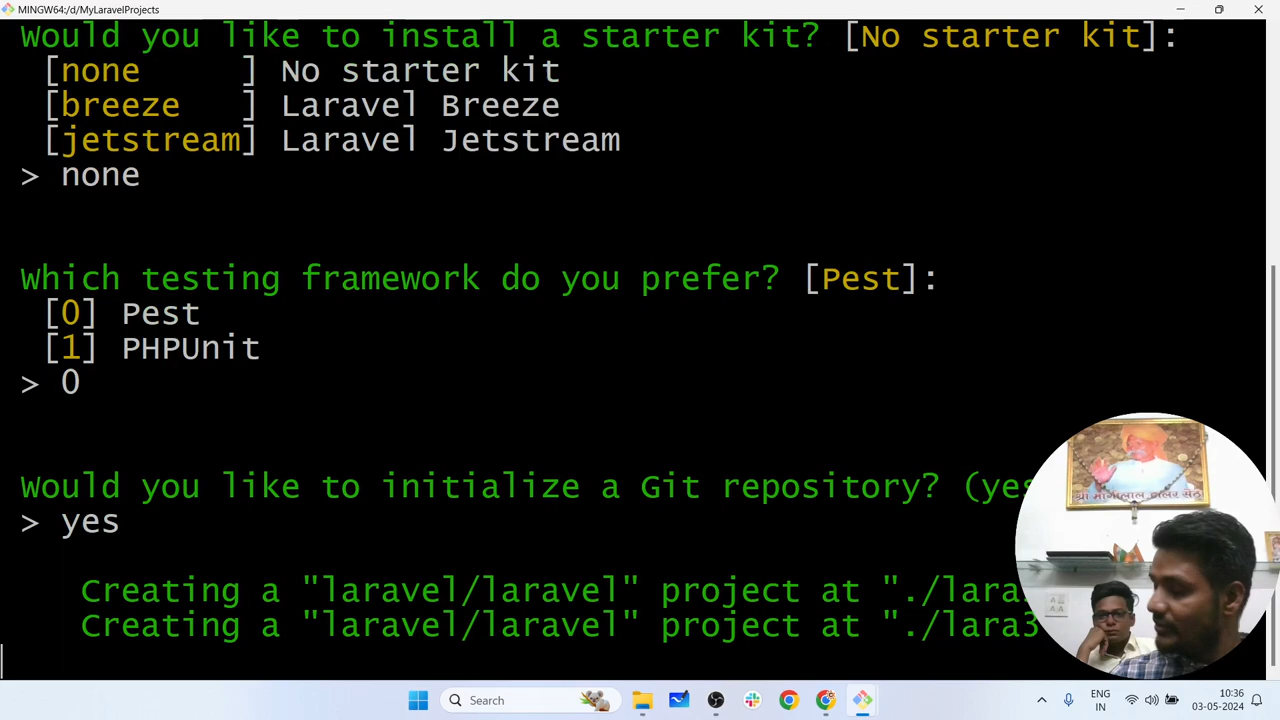 MINGW64:/d/MyLaravelProjects
Would you like to install a starter kit? [No starter kit]:
[none     ] No starter kit
[breeze   ] Laravel Breeze
[jetstream] Laravel Jetstream
> none
Which testing framework do you prefer? [Pest]:
[0] Pest
[1] PHPUnit
> 0
Would you like to initialize a Git repository? (yes
> yes
Creating a "laravel/laravel" project at "./lara
Creating a "laravel/laravel" project at "./lara3
Search
ENG
IN
10:36
03-05-2024